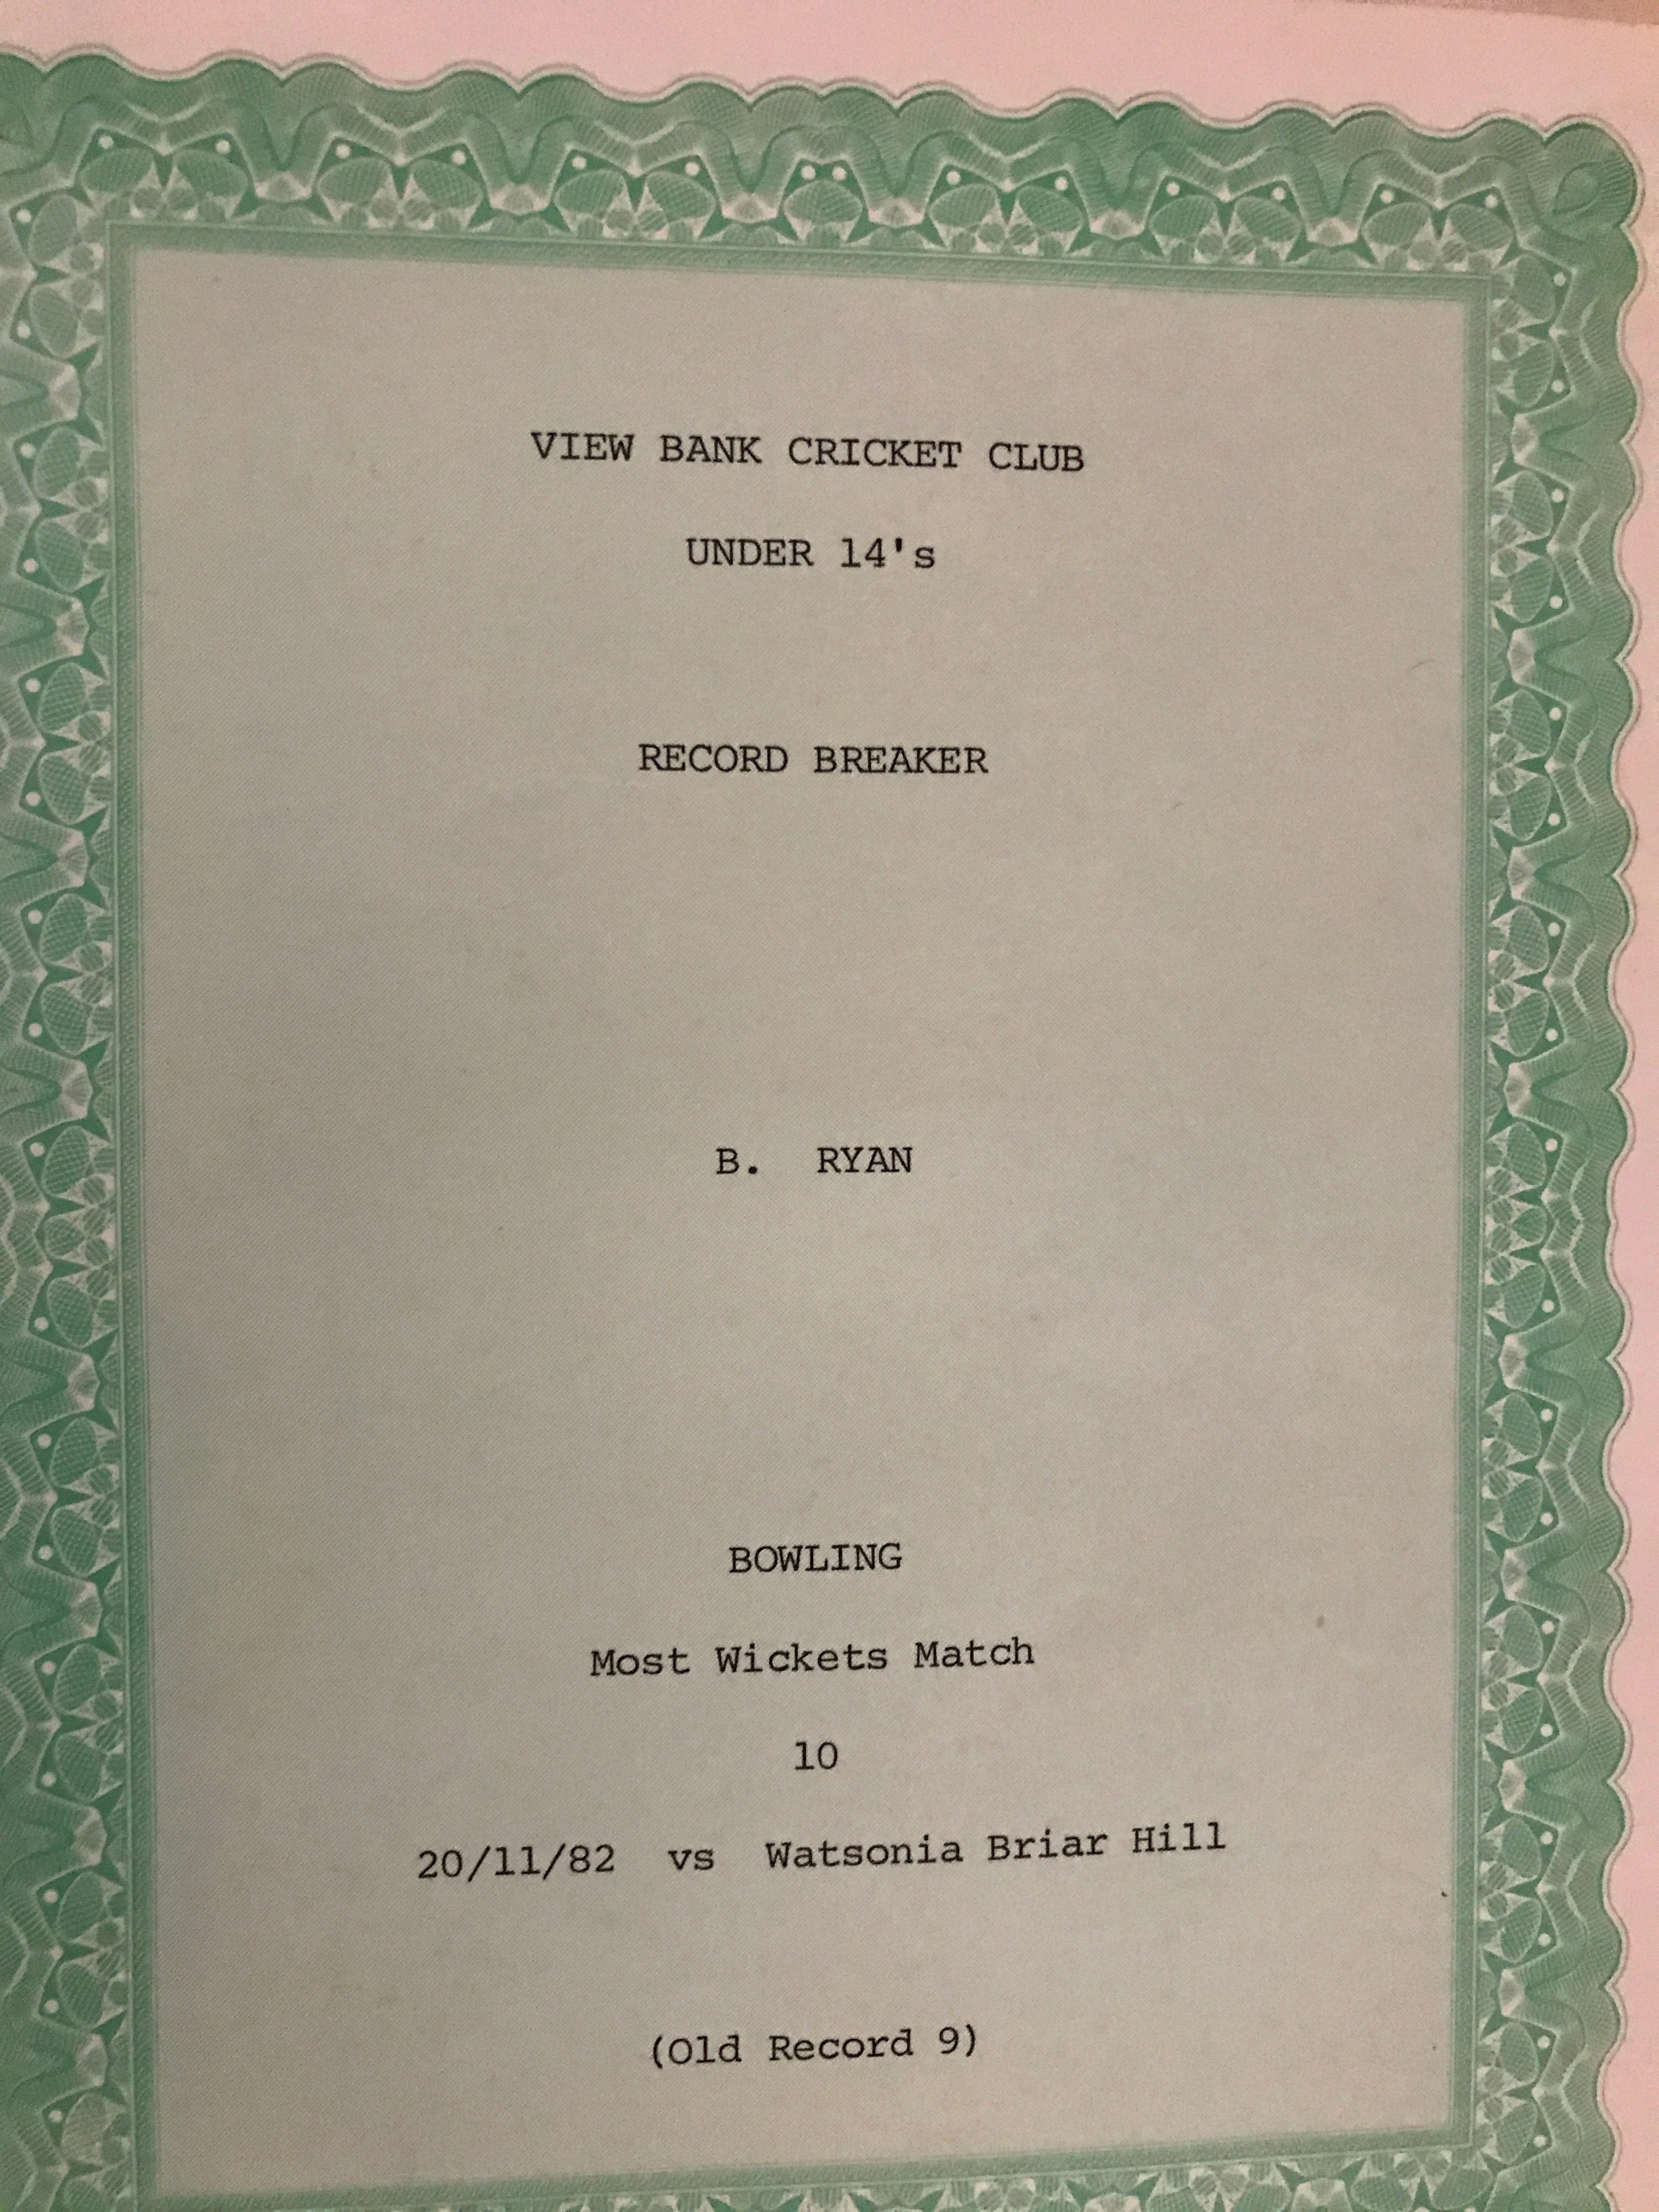 VIEW BANK CRICKET CLUB
UNDER 14's
RECORD BREAKER
B. RYAN
BOWLING
Most Wickets Match
10
20/11/82 vs Watsonia Briar Hill
(Old Record 9)